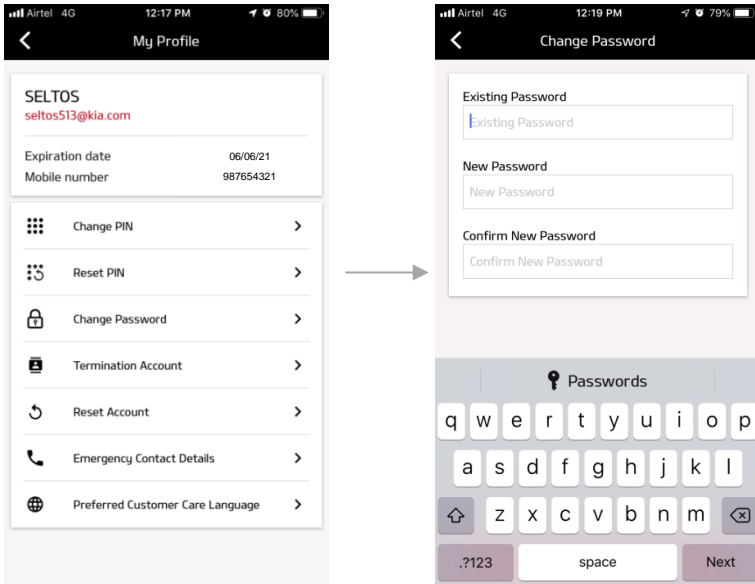 Airtel 4G 12:17 PM 80%
My Profile
SELTOS
seltos513@kia.com
Expiration date 06/06/21
Mobile number 987654321
Change PIN
Reset PIN
Change Password
Termination Account
Reset Account
Emergency Contact Details
Preferred Customer Care Language
Airtel 4G 12:19 PM 79%
Change Password
Existing Password
Existing Password
New Password
New Password
Confirm New Password
Confirm New Password
Passwords
q w e r t y u i o p
a s d f g h j k l
z x c v b n m
.?123 space Next